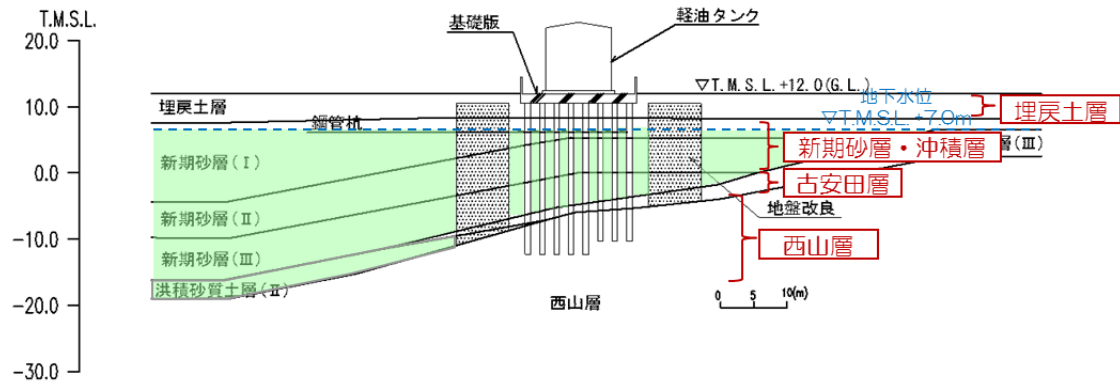 T.M.S.L.
20.0
10.0
0.0
-10.0
-20.0
-30.0
基礎版
軽油タンク
▽T.M.S.L.+12.0(G.L.)
埋戻土層
地下水位
▽T.M.S.L.+7.0m
埋戻土層
鋼管杭
新期砂層(Ⅰ)
新期砂層・沖積層
層(Ⅲ)
古安田層
新期砂層(Ⅱ)
地盤改良
新期砂層(Ⅲ)
西山層
洪積砂質土層(Ⅱ)
西山層
0 5 10(m)